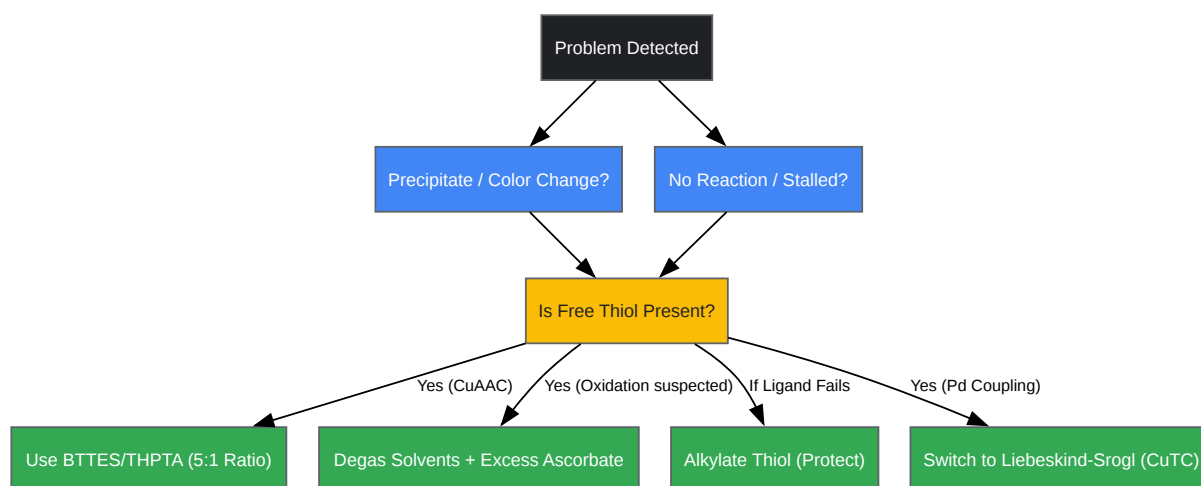 Problem Detected
Precipitate / Color Change?
No Reaction / Stalled?
Is Free Thiol Present?
Yes (CuAAC)
Yes (Oxidation suspected)
If Ligand Fails
Yes (Pd Coupling)
Use BTTES/THPTA (5:1 Ratio)
Degas Solvents + Excess Ascorbate
Alkylate Thiol (Protect)
Switch to Liebeskind-Srogl (CuTC)